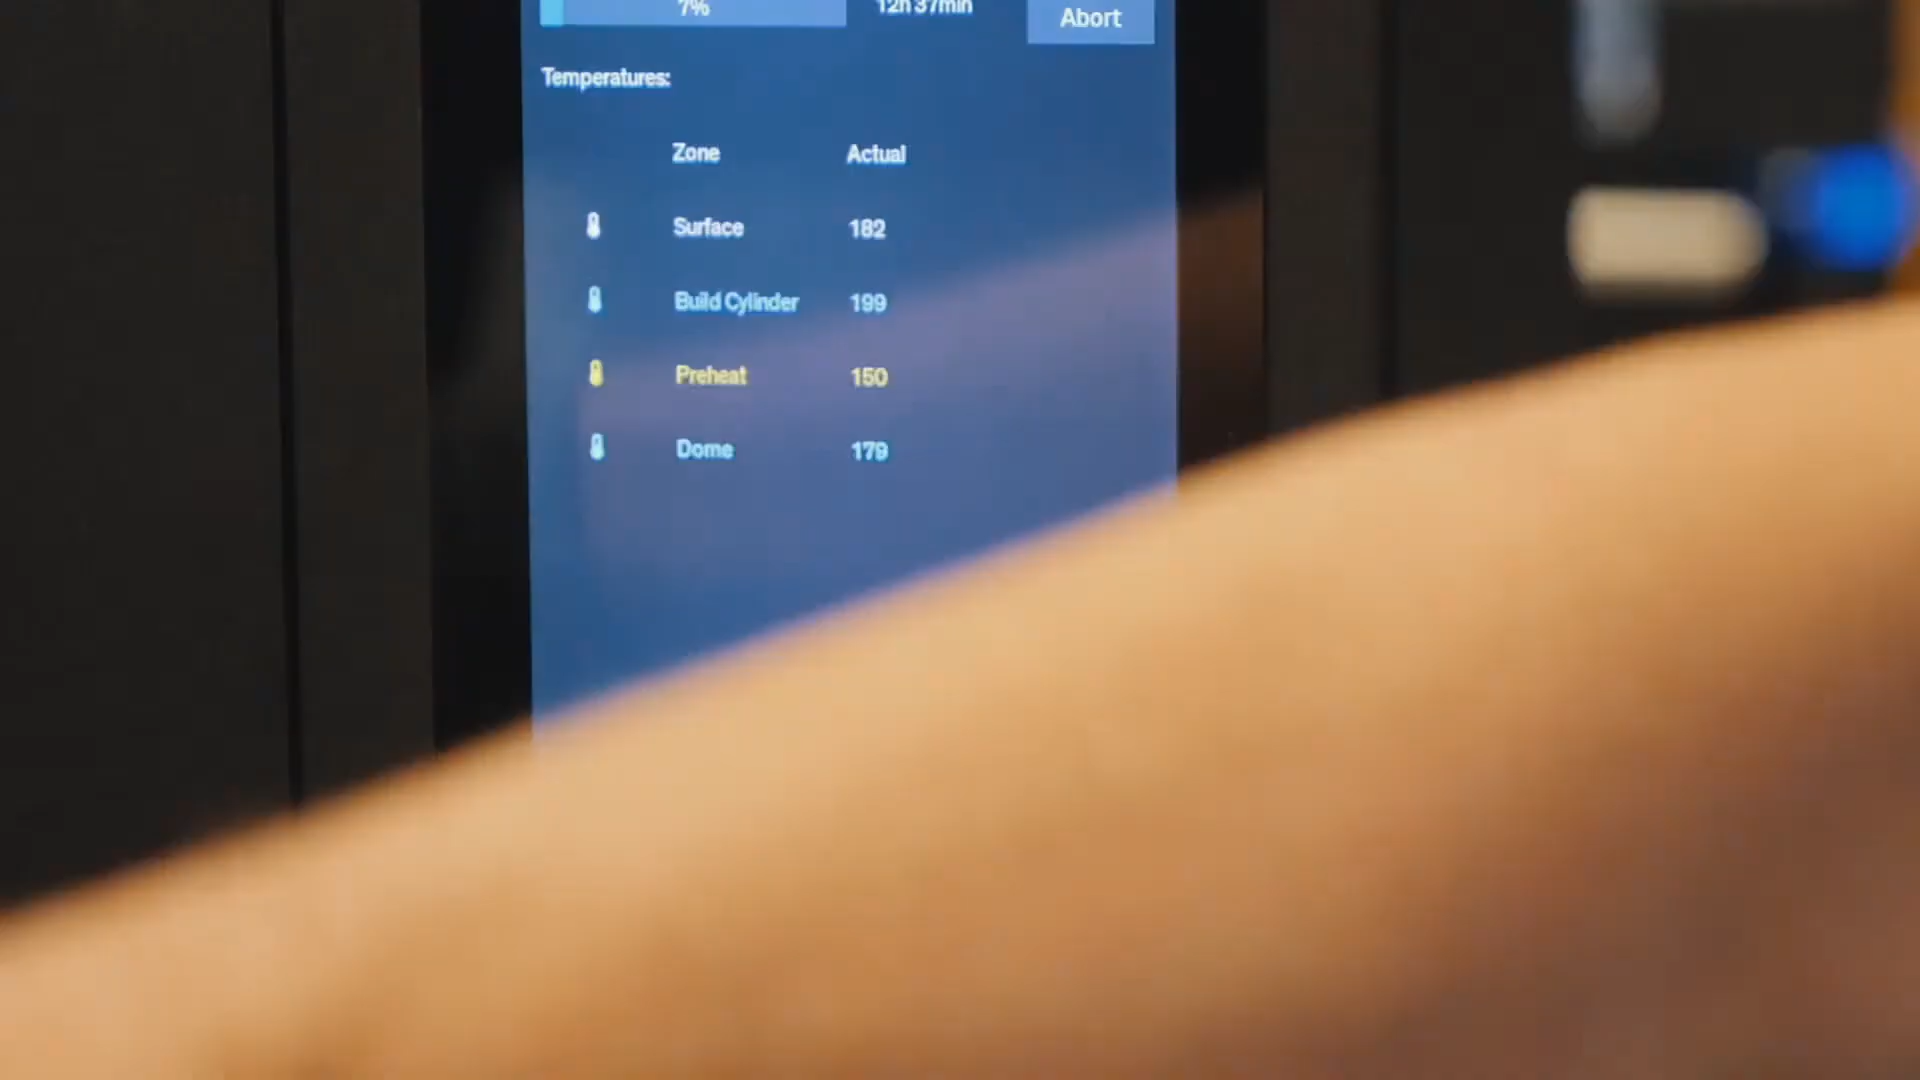 7% 12h 37min Abort
Temperatures:
Zone Actual
Surface 182
Build Cylinder 199
Preheat 150
Dome 179